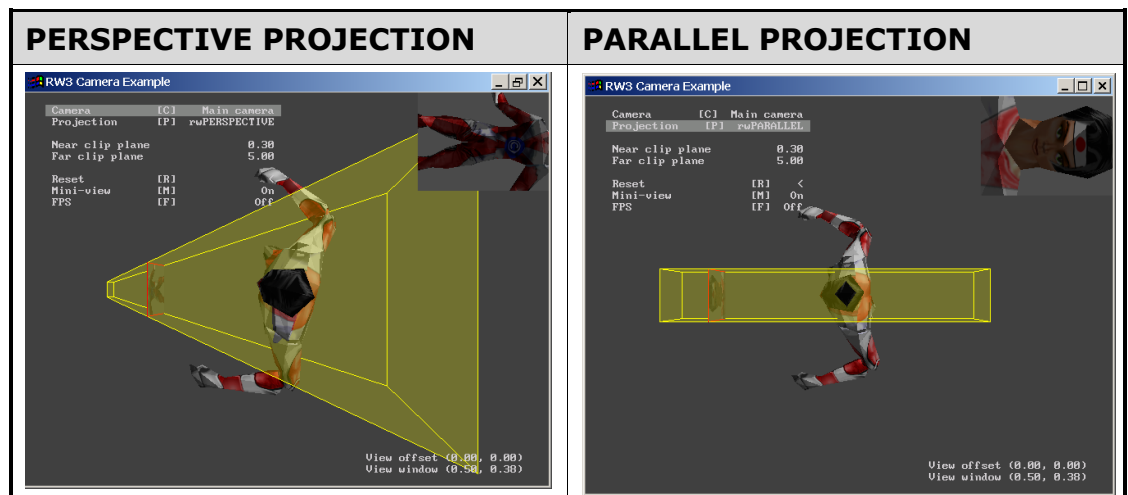 PERSPECTIVE PROJECTION
RW3 Camera Example
Camera [C] Main camera
Projection [P] rwPERSPECTIVE
Near clip plane 0.30
Far clip plane 5.00
Reset [R]
Mini-view [M] On
FPS [F] Off
View offset (0.00, 0.00)
View window (0.50, 0.38)
PARALLEL PROJECTION
RW3 Camera Example
Camera [C] Main camera
Projection [P] rwPARALLEL
Near clip plane 0.30
Far clip plane 5.00
Reset [R] <
Mini-view [M] On
FPS [F] Off
View offset (0.00, 0.00)
View window (0.50, 0.38)